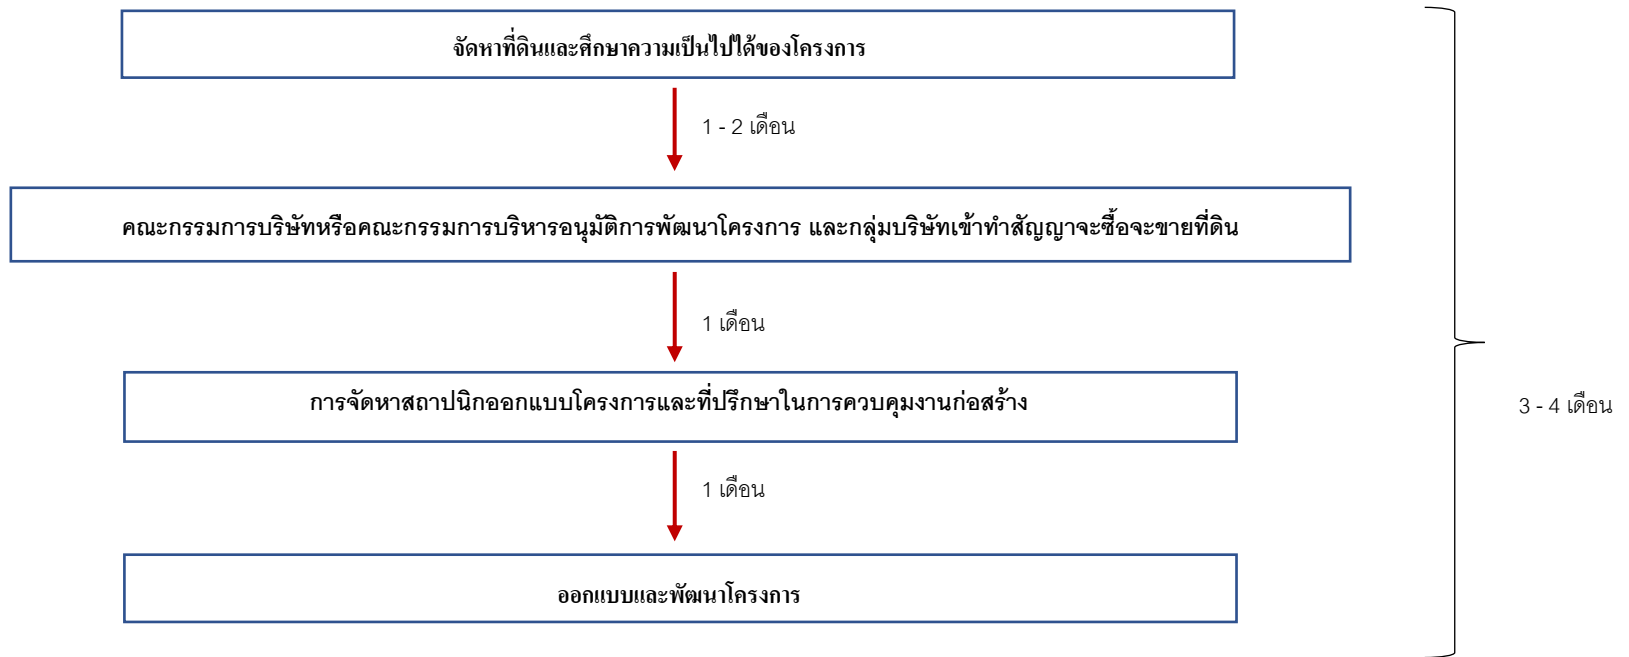 จัดหาที่ดินและศึกษาความเป็นไปได้ของโครงการ
1 - 2 เดือน
คณะกรรมการบริษัทหรือคณะกรรมการบริหารอนุมัติการพัฒนาโครงการ และกลุ่มบริษัทเข้าทำสัญญาจะซื้อจะขายที่ดิน
1 เดือน
การจัดหาสถาปนิกออกแบบโครงการและที่ปรึกษาในการควบคุมงานก่อสร้าง
3 - 4 เดือน
1 เดือน
ออกแบบและพัฒนาโครงการ